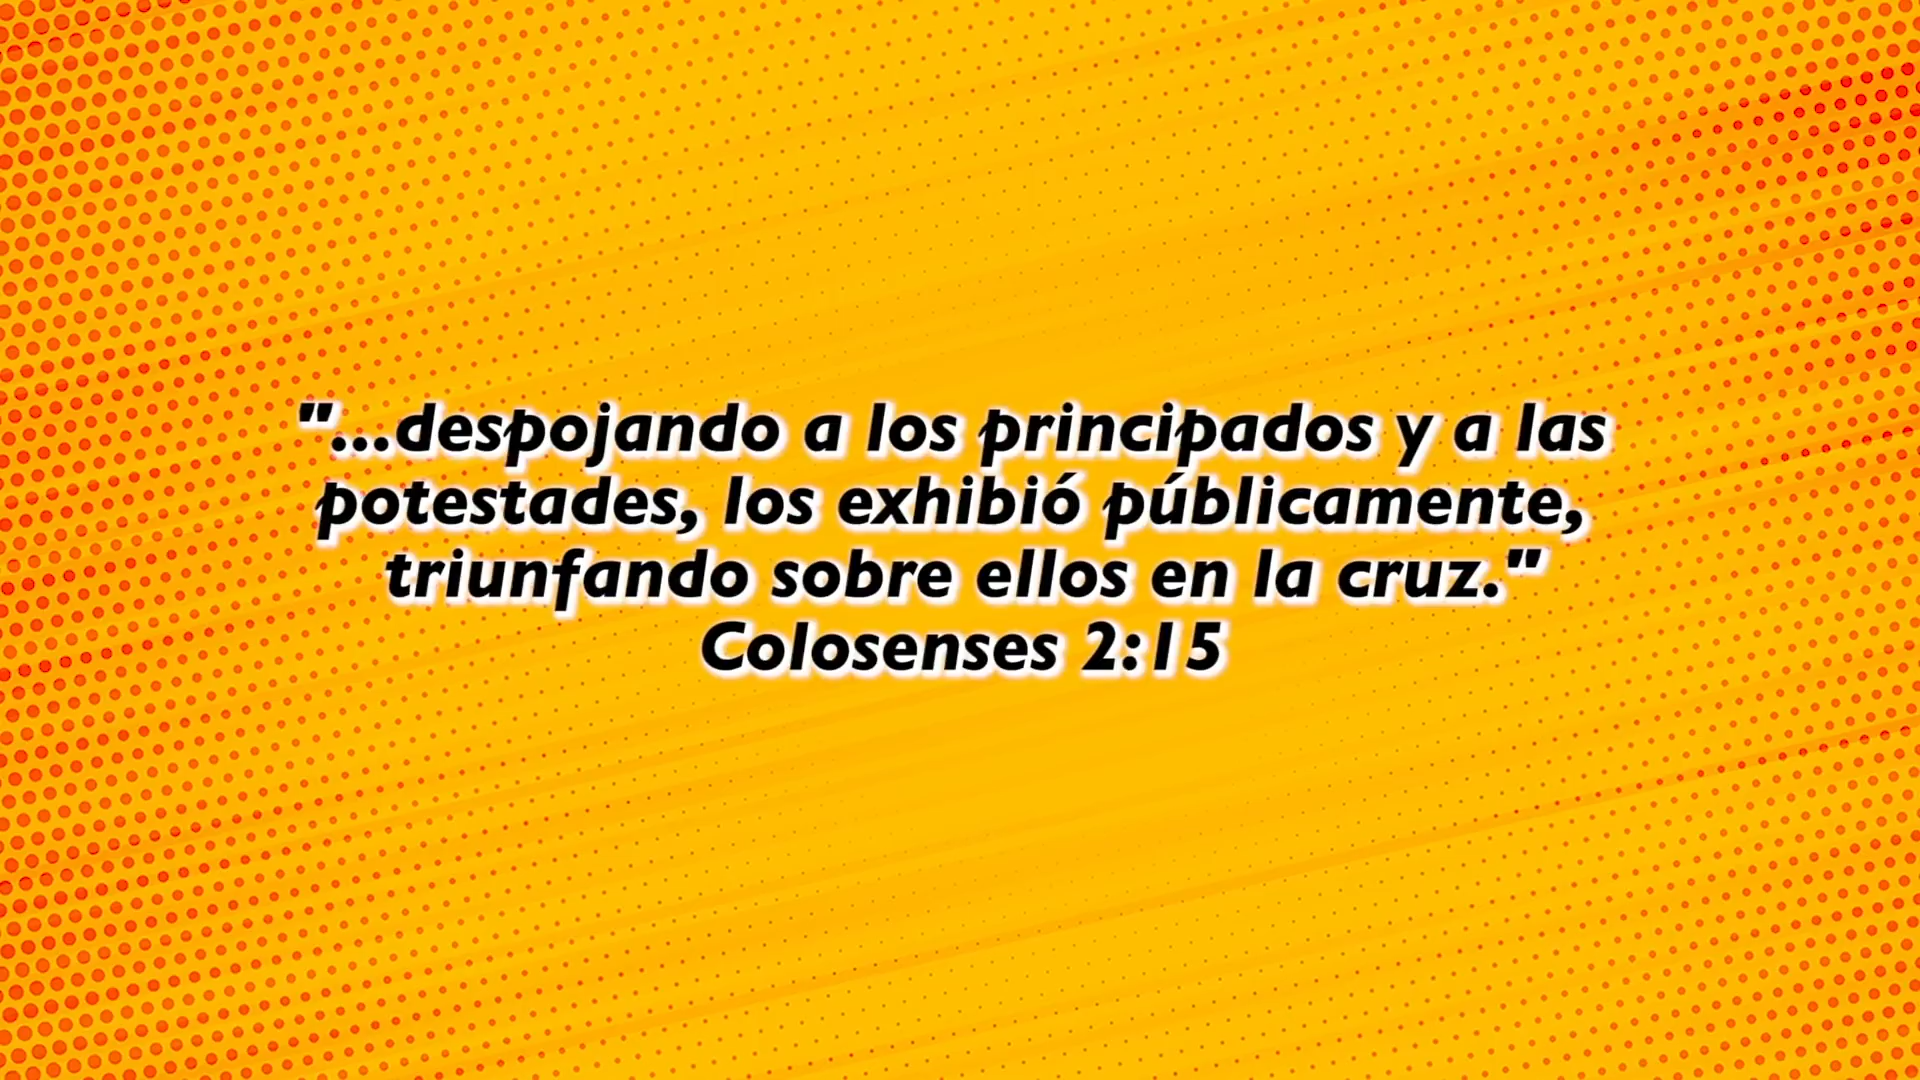 "...despojando a los principados y a las
potestades, los exhibió públicamente,
triunfando sobre ellos en la cruz."
Colosenses 2:15